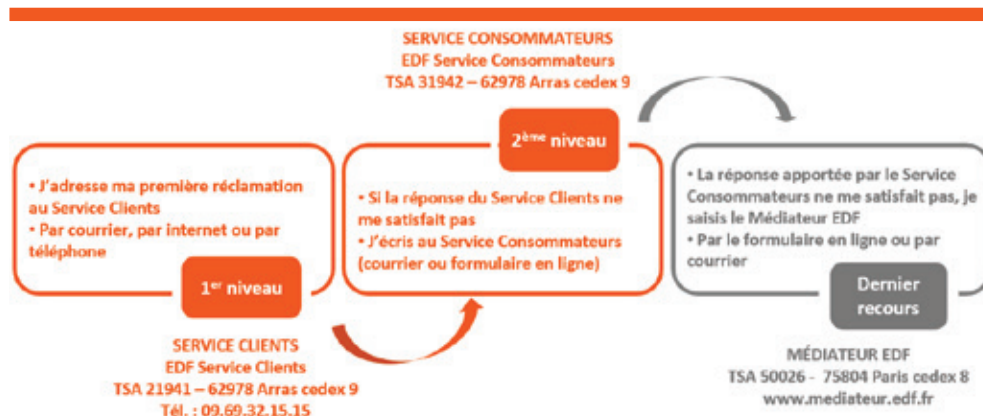 SERVICE CONSOMMATEURS
EDF Service Consommateurs
TSA 31942 – 62978 Arras cedex 9
• J'adresse ma première réclamation
au Service Clients
• Par courrier, par internet ou par
téléphone
1er niveau
SERVICE CLIENTS
EDF Service Clients
TSA 21941 – 62978 Arras cedex 9
Tél. : 09.69.32.15.15
2ème niveau
• Si la réponse du Service Clients ne
me satisfait pas
• J'écris au Service Consommateurs
(courrier ou formulaire en ligne)
• La réponse apportée par le Service
Consommateurs ne me satisfait pas, je
saisis le Médiateur EDF
• Par le formulaire en ligne ou par
courrier
Dernier
recours
MÉDIATEUR EDF
TSA 50026 - 75804 Paris cedex 8
www.mediateur.edf.fr